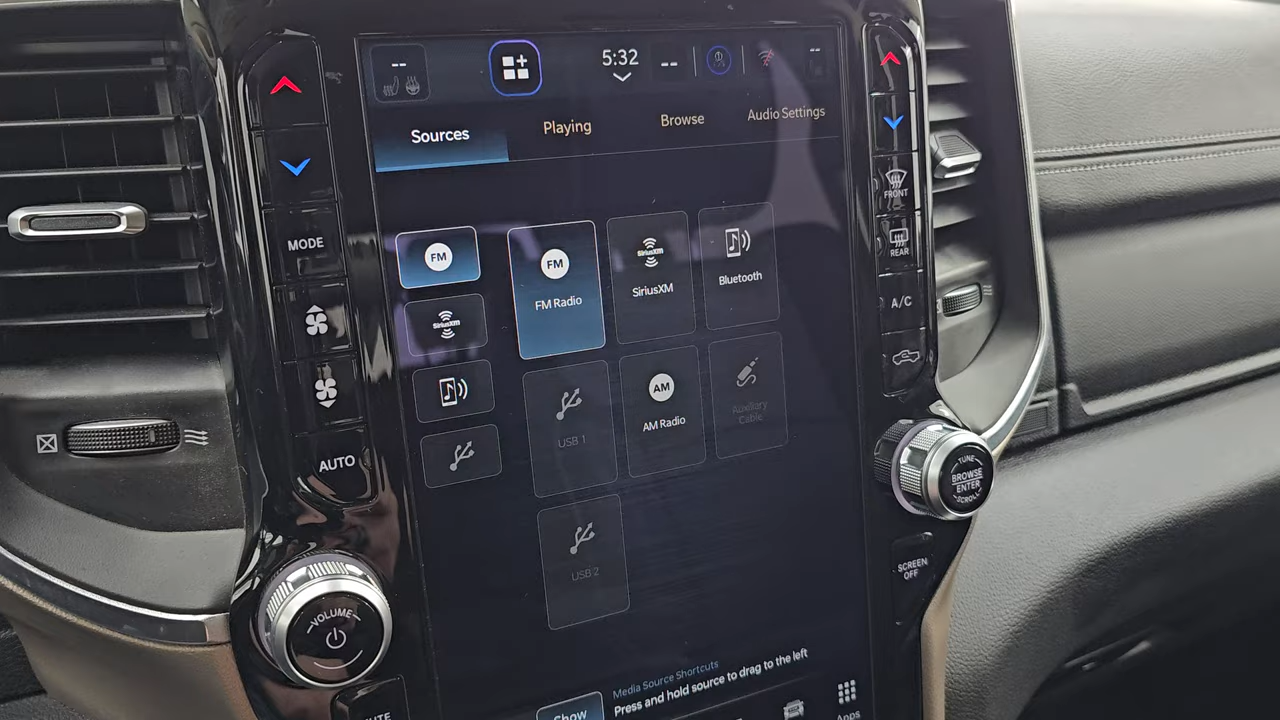 --
5:32
--
--
Sources
Playing
Browse
Audio Settings
MODE
AUTO
VOLUME
FM
SiriusXM
FM
FM Radio
SiriusXM
SiriusXM
Bluetooth
USB 1
AM
AM Radio
Auxiliary
Cable
USB 2
Media Source Shortcuts
Press and hold source to drag to the left
Show
Apps
FRONT
REAR
A/C
TUNE
BROWSE
ENTER
SCROLL
SCREEN
OFF